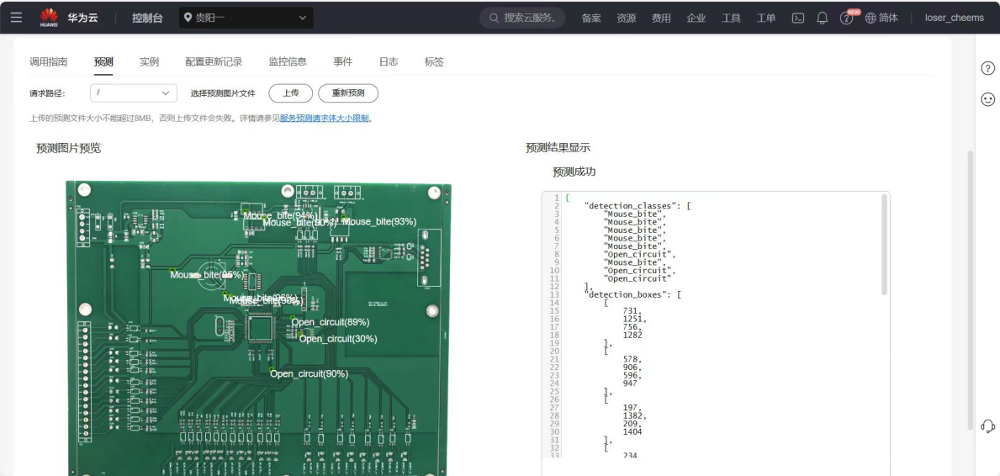 HUAWEI
华为云
控制台
贵阳一
搜索云服务、
备案
资源
费用
企业
工具
工单
NEW
简体
loser_cheems
调用指南
预测
实例
配置更新记录
监控信息
事件
日志
标签
请求路径：
/
选择预测图片文件
上传
重新预测
上传的预测文件大小不能超过8MB，否则上传文件会失败。详情请参见服务预测请求体大小限制。
预测图片预览
Mouse_bite(94%)
Mouse_bite(90%)
Mouse_bite(93%)
Mouse_bite(85%)
Mouse_bite(96%)
Mouse_bite(90%)
Open_circuit(89%)
Open_circuit(30%)
Open_circuit(90%)
预测结果显示
预测成功
1 {
2 "detection_classes": [
3 "Mouse_bite",
4 "Mouse_bite",
5 "Mouse_bite",
6 "Mouse_bite",
7 "Mouse_bite",
8 "Open_circuit",
9 "Mouse_bite",
10 "Open_circuit",
11 "Open_circuit"
12 ],
13 "detection_boxes": [
14 [
15 731,
16 1251,
17 756,
18 1282
19 ],
20 [
21 578,
22 906,
23 596,
24 947
25 ],
26 [
27 197,
28 1382,
29 209,
30 1404
31 ],
32 [
33 234